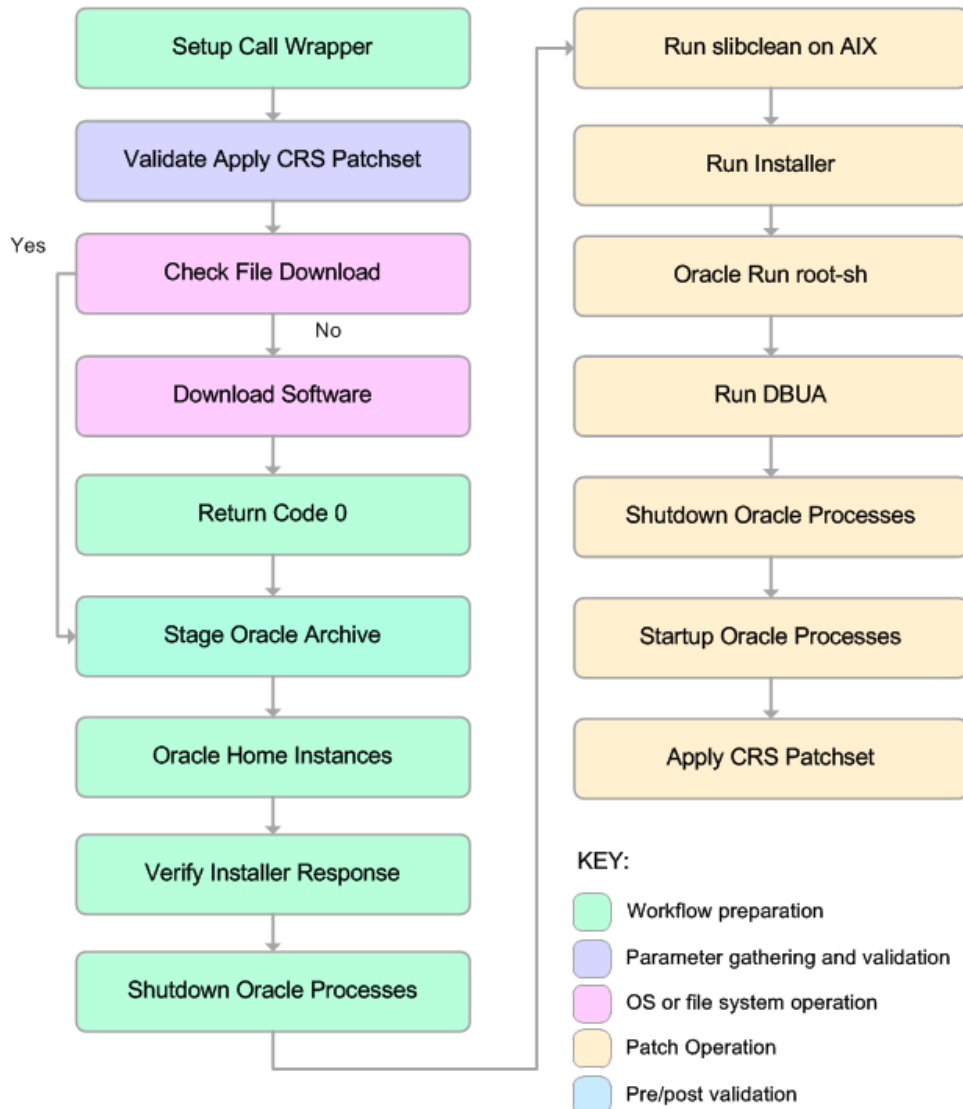 Setup Call Wrapper
Validate Apply CRS Patchset
Yes
Check File Download
No
Download Software
Return Code 0
Stage Oracle Archive
Oracle Home Instances
Verify Installer Response
Shutdown Oracle Processes
Run slibclean on AIX
Run Installer
Oracle Run root-sh
Run DBUA
Shutdown Oracle Processes
Startup Oracle Processes
Apply CRS Patchset
KEY:
Workflow preparation
Parameter gathering and validation
OS or file system operation
Patch Operation
Pre/post validation